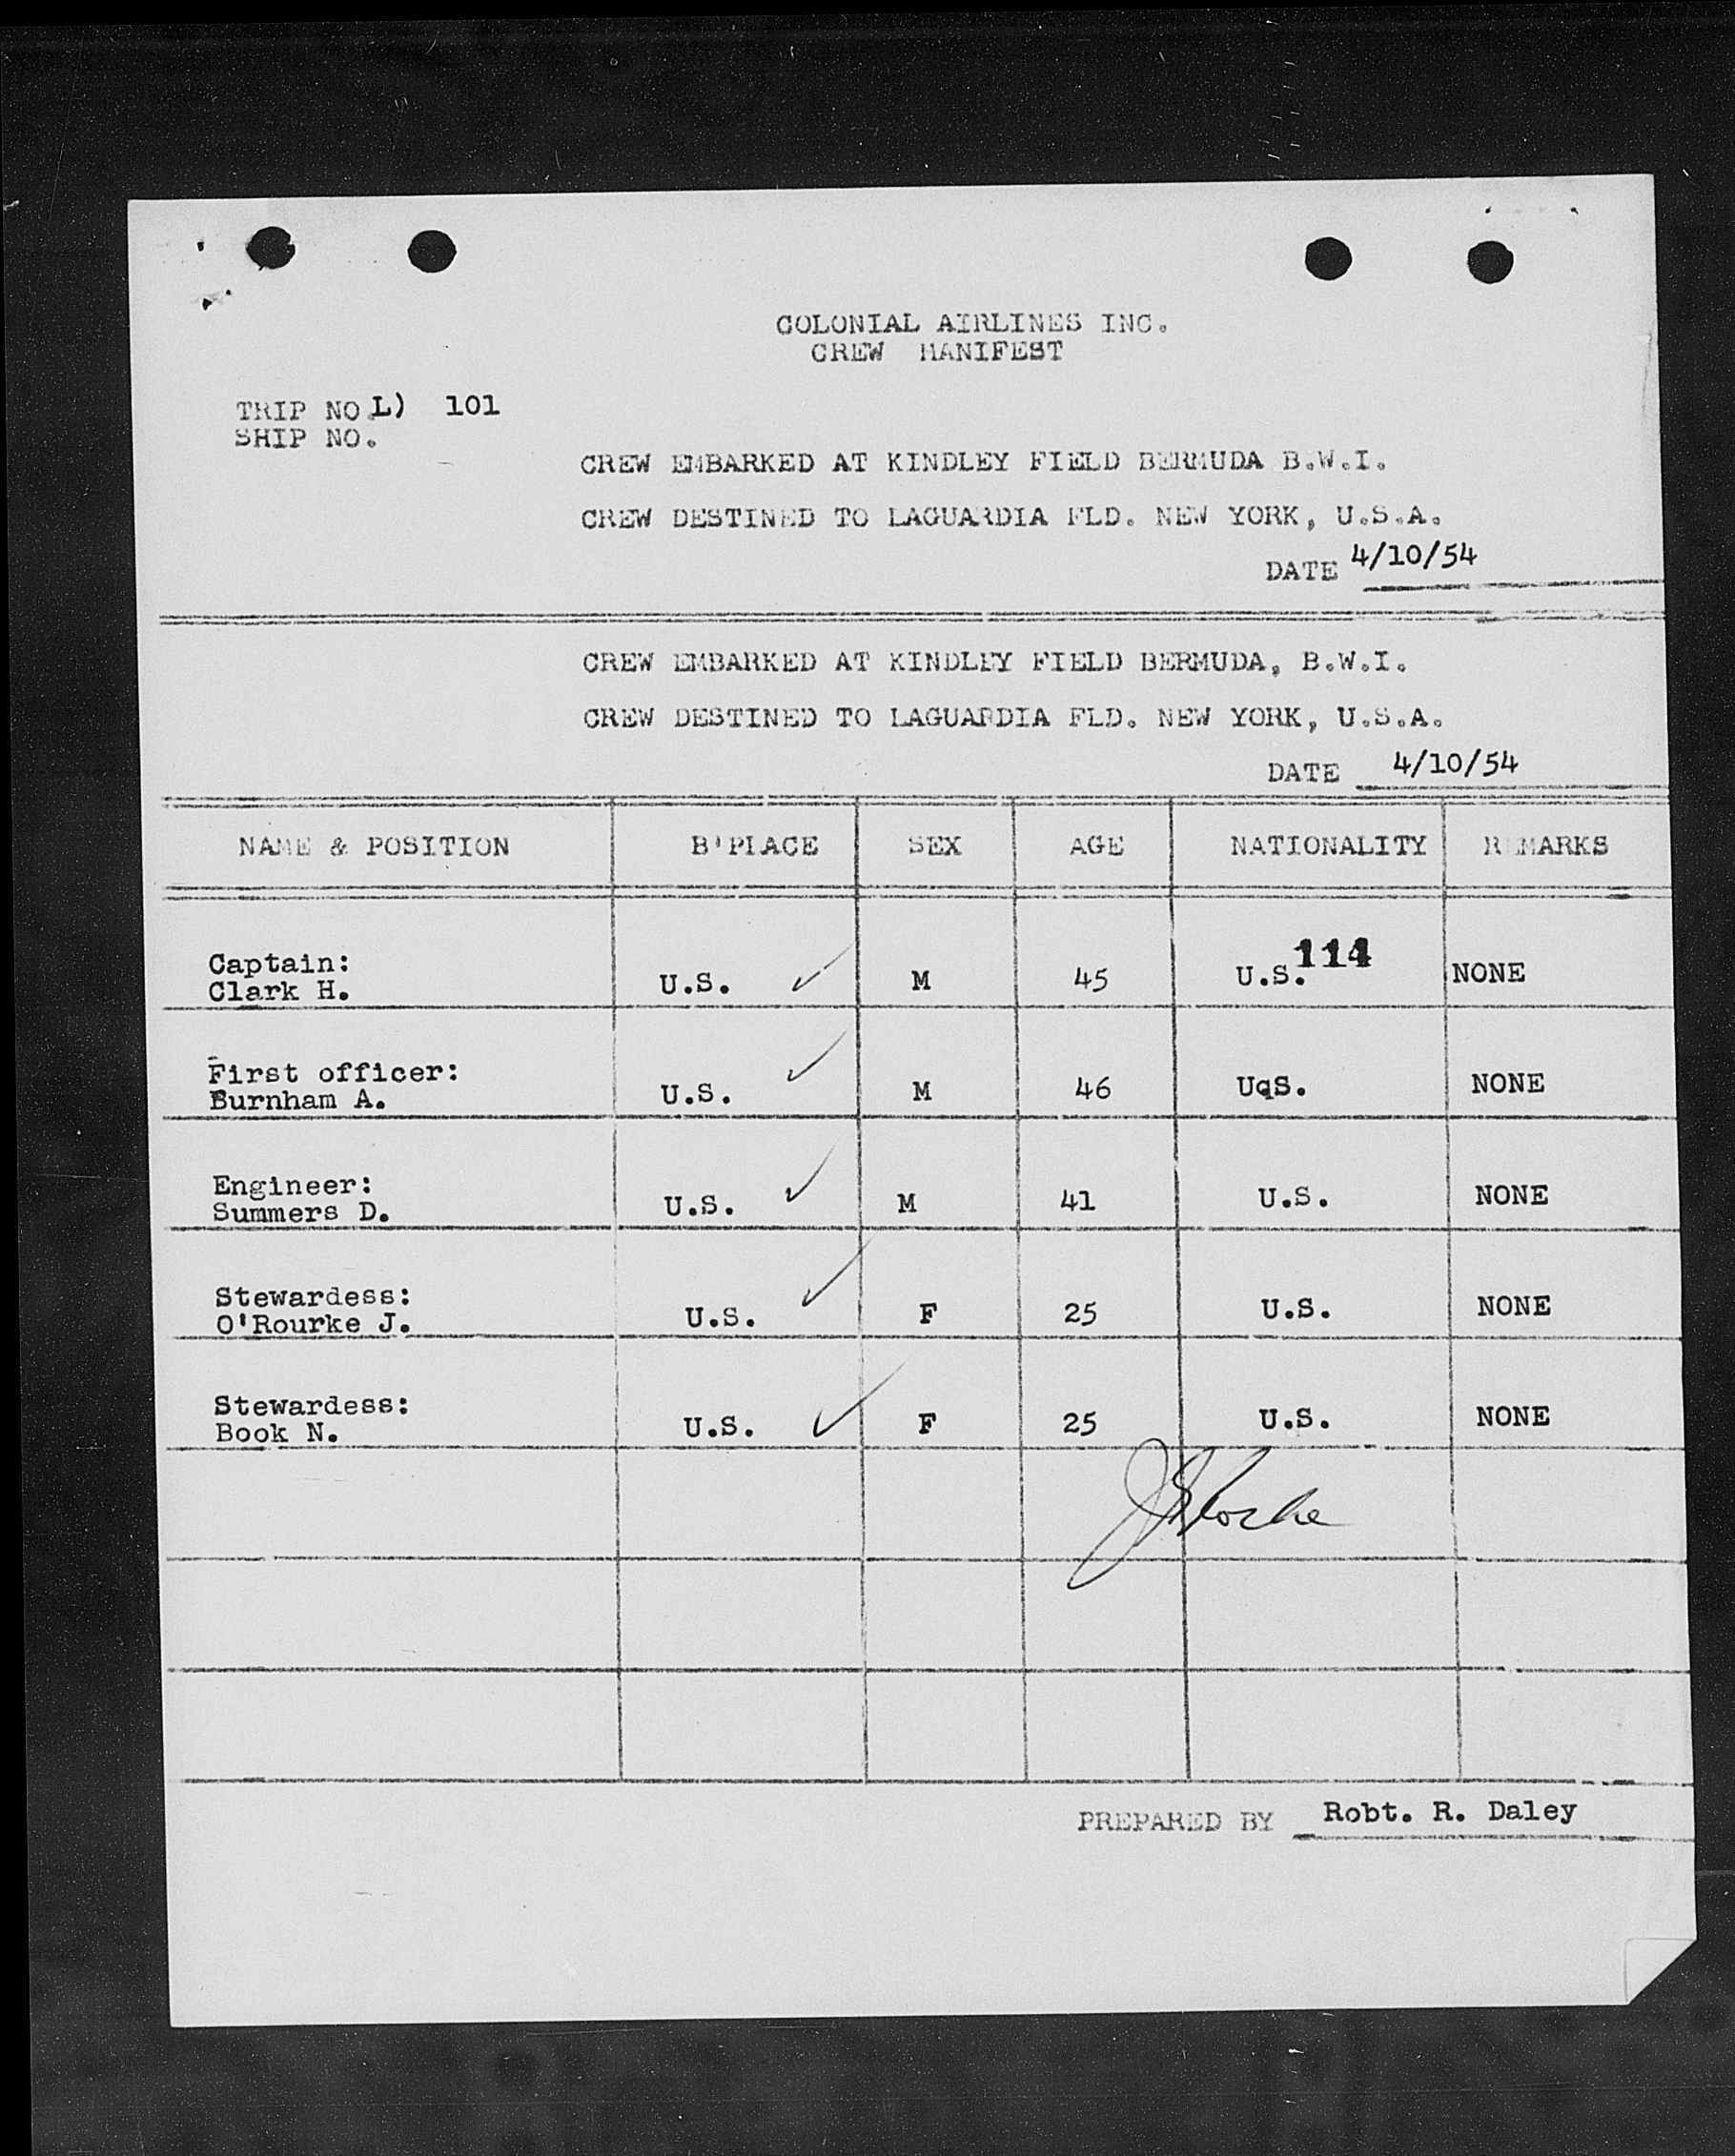 COLONIAL AIRLINES INC.
CREW MANIFEST
TRIP NO.L) 101
SHIP NO.
CREW EMBARKED AT KINDLEY FIELD BERMUDA B.W.I.
CREW DESTINED TO LAGUARDIA FLD. NEW YORK, U.S.A.
DATE 4/10/54
CREW EMBARKED AT KINDLEY FIELD BERMUDA, B.W.I.
CREW DESTINED TO LAGUARDIA FLD. NEW YORK, U.S.A.
DATE 4/10/54
NAME & POSITION B'PLACE SEX AGE NATIONALITY REMARKS
114
Captain:
Clark H. U.S. ✓ M 45 U.S. NONE
First officer:
Burnham A. U.S. ✓ M 46 UqS. NONE
Engineer:
Summers D. U.S. ✓ M 41 U.S. NONE
Stewardess:
O'Rourke J. U.S. ✓ F 25 U.S. NONE
Stewardess:
Book N. U.S. ✓ F 25 U.S. NONE
PREPARED BY Robt. R. Daley